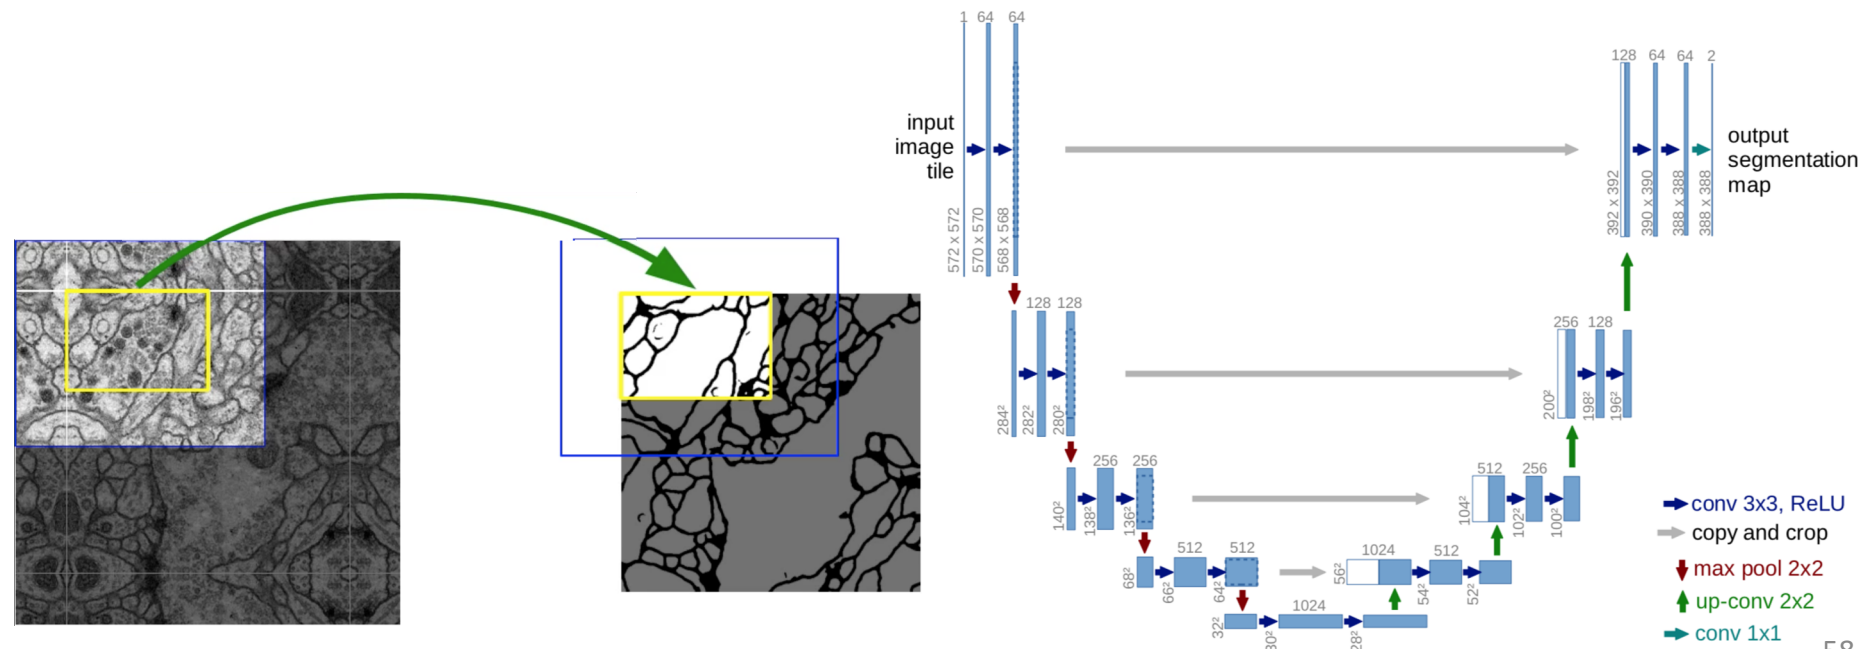 1 64 64
128 64 64 2
input
image
tile
output
segmentation
map
572 x 572
570 x 570
568 x 568
392 x 392
390 x 390
388 x 388
388 x 388
128 128
256 128
284²
282²
280²
200²
198²
196²
256 256
512 256
140²
138²
136²
104²
102²
100²
512 512
1024 512
68²
66²
64²
56²
54²
52²
1024
32²
30²
28²
conv 3x3, ReLU
copy and crop
max pool 2x2
up-conv 2x2
conv 1x1